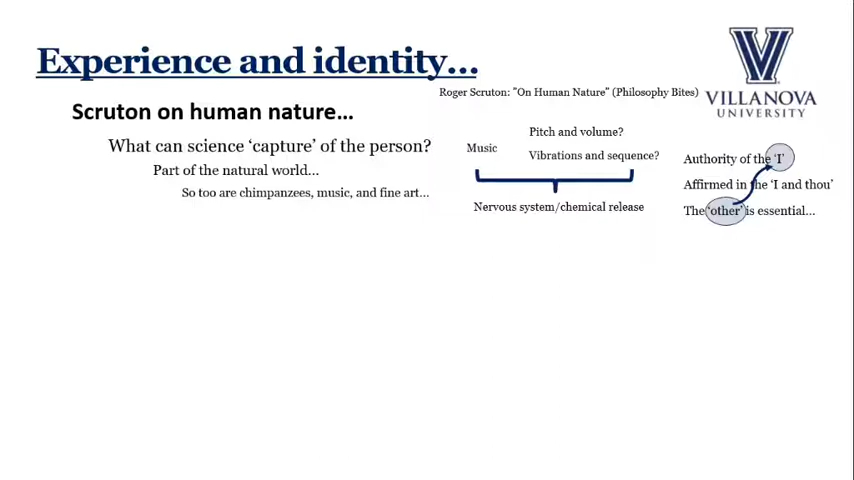 Experience and identity…
Roger Scruton: "On Human Nature" (Philosophy Bites)
VILLANOVA
UNIVERSITY
Scruton on human nature…
What can science ‘capture’ of the person?
Part of the natural world…
So too are chimpanzees, music, and fine art…
Music
Pitch and volume?
Vibrations and sequence?
Nervous system/chemical release
Authority of the ‘I’
Affirmed in the ‘I and thou’
The ‘other’ is essential…